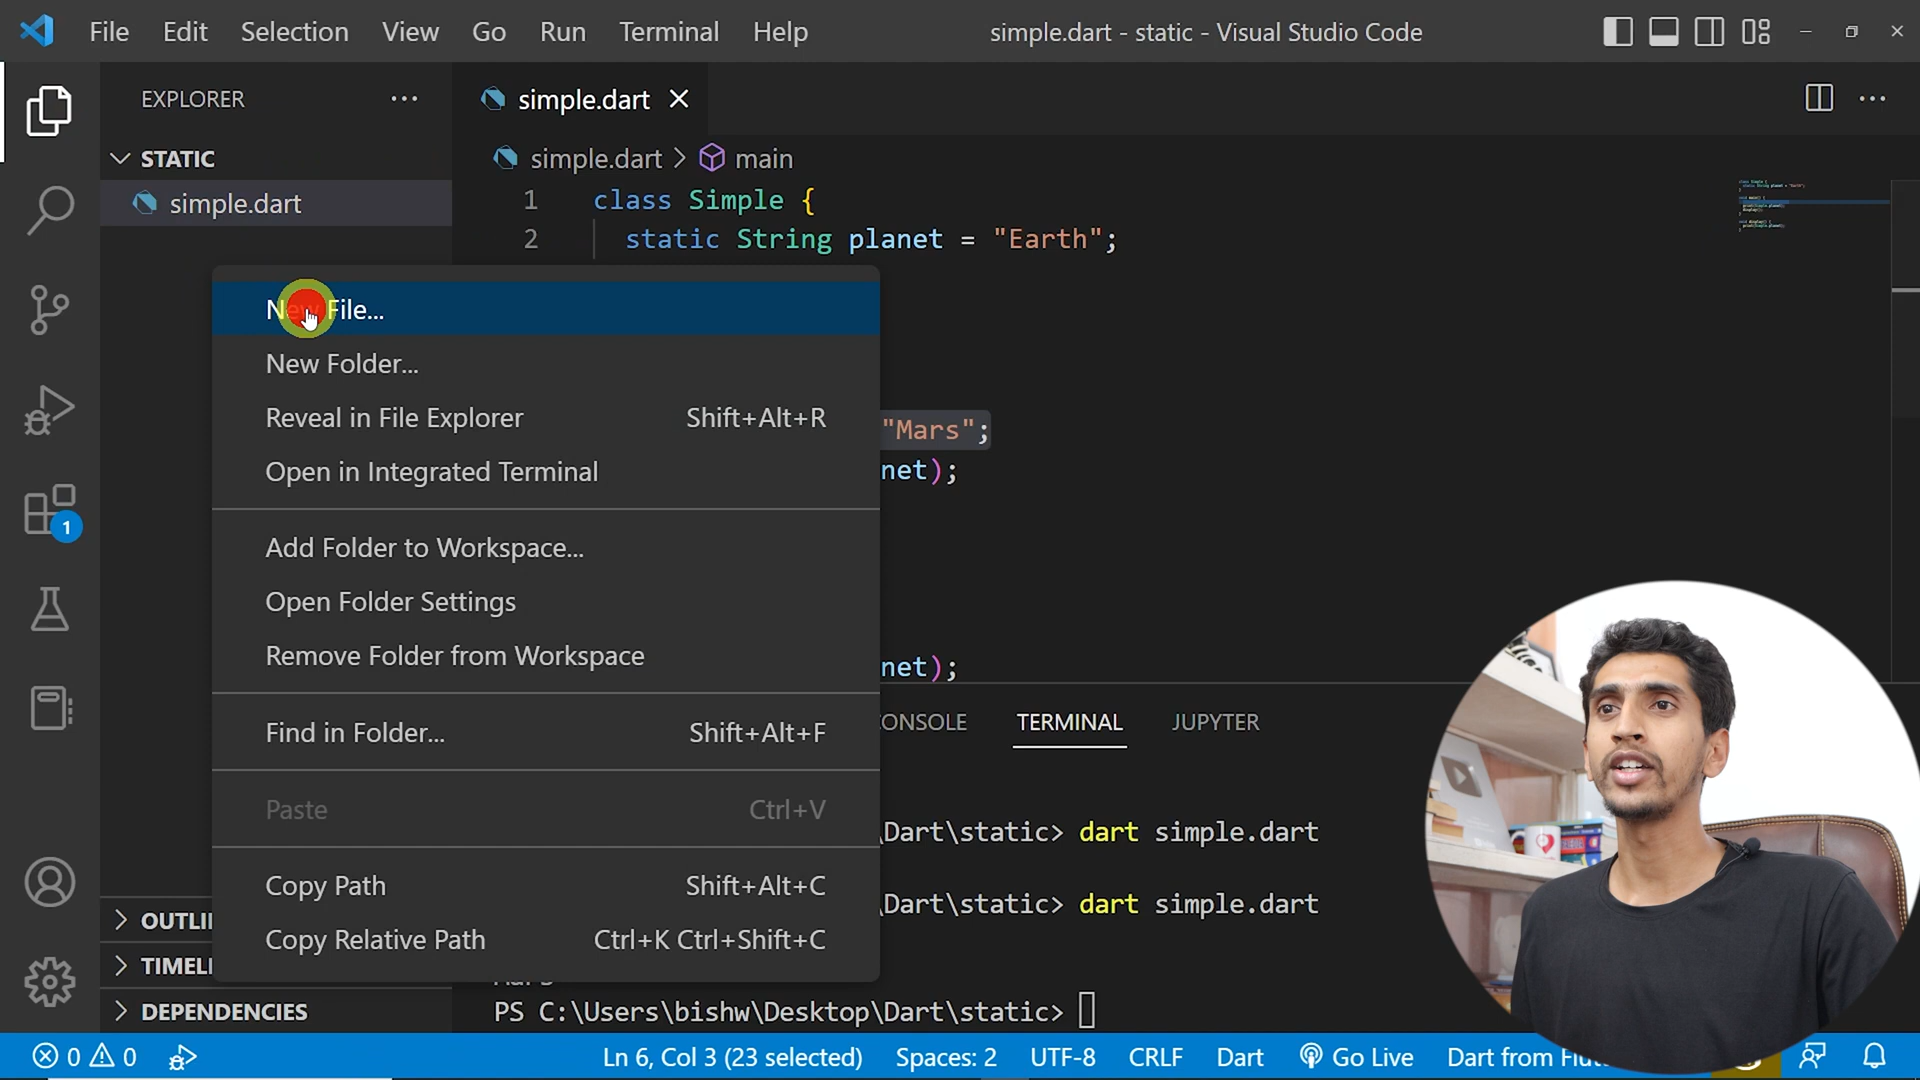 File Edit Selection View Go Run Terminal Help simple.dart - static - Visual Studio Code
EXPLORER
simple.dart
STATIC
simple.dart
simple.dart > main
1 class Simple {
2 static String planet = "Earth";
New File...
New Folder...
Reveal in File Explorer Shift+Alt+R
Open in Integrated Terminal
Add Folder to Workspace...
Open Folder Settings
Remove Folder from Workspace
Find in Folder... Shift+Alt+F
Paste Ctrl+V
Copy Path Shift+Alt+C
Copy Relative Path Ctrl+K Ctrl+Shift+C
"Mars";
net);
net);
1
ONSOLE TERMINAL JUPYTER
\Dart\static> dart simple.dart
\Dart\static> dart simple.dart
PS C:\Users\bishw\Desktop\Dart\static>
OUTLI
TIMEL
DEPENDENCIES
0 0 Ln 6, Col 3 (23 selected) Spaces: 2 UTF-8 CRLF Dart Go Live Dart from Flut